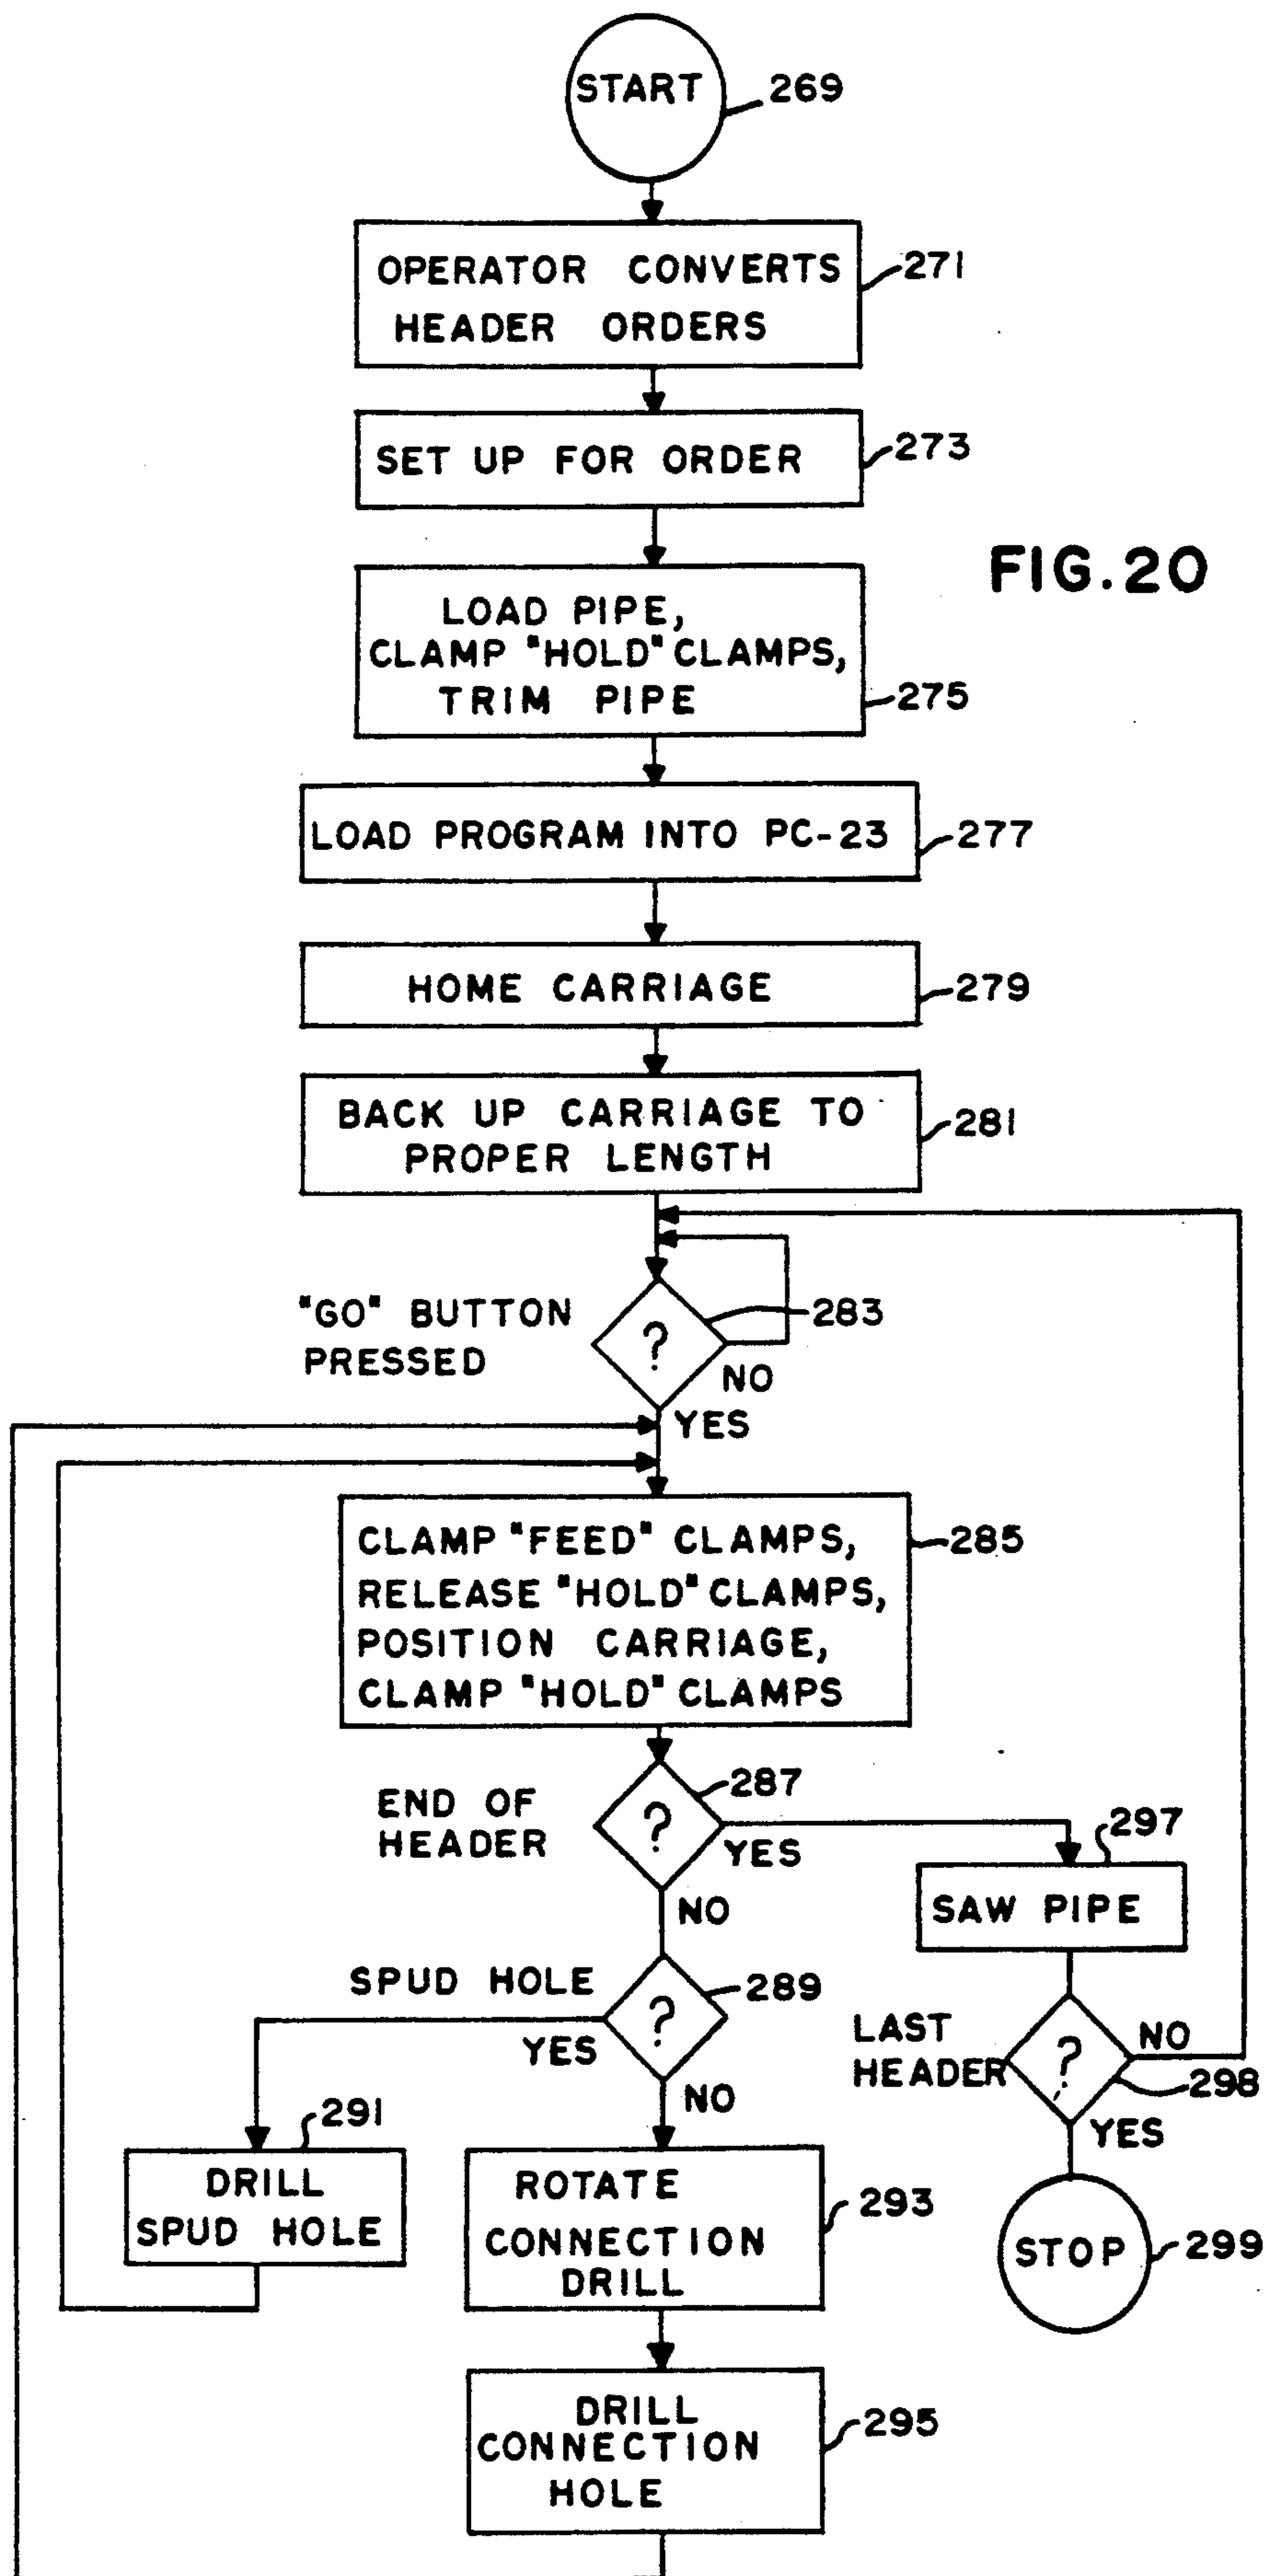 START
269
OPERATOR CONVERTS
HEADER ORDERS
271
SET UP FOR ORDER
273
FIG.20
LOAD PIPE,
CLAMP "HOLD" CLAMPS,
TRIM PIPE
275
LOAD PROGRAM INTO PC-23
277
HOME CARRIAGE
279
BACK UP CARRIAGE TO
PROPER LENGTH
281
"GO" BUTTON
PRESSED
?
283
NO
YES
CLAMP "FEED" CLAMPS,
RELEASE "HOLD" CLAMPS,
POSITION CARRIAGE,
CLAMP "HOLD" CLAMPS
285
END OF
HEADER
?
287
YES
NO
297
SAW PIPE
SPUD HOLE
?
289
YES
NO
LAST
HEADER
?
NO
298
YES
291
DRILL
SPUD HOLE
ROTATE
CONNECTION
DRILL
293
STOP
299
DRILL
CONNECTION
HOLE
295